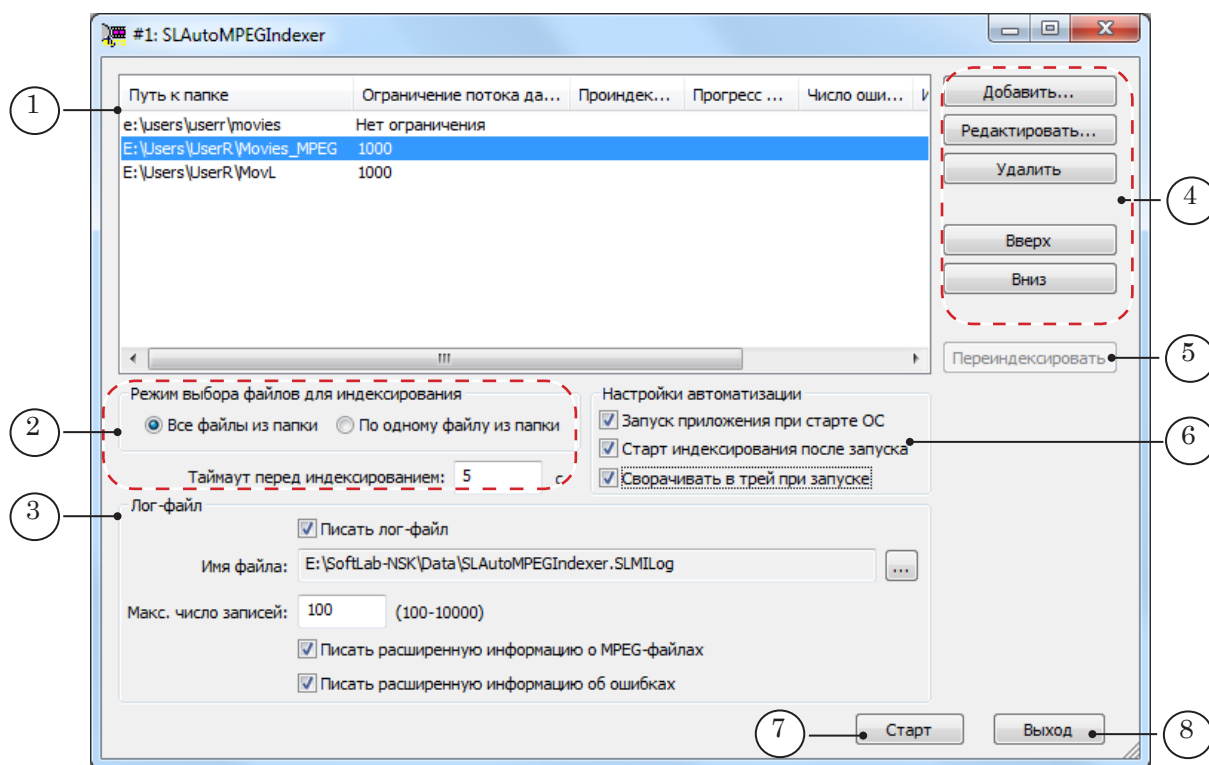 #1: SLAutoMPEGIndexer
1
Путь к папке Ограничение потока да... Проиндек... Прогресс ... Число оши... И
e:\users\userr\movies Нет ограничения
E:\Users\UserR\Movies_MPEG 1000
E:\Users\UserR\MovL 1000
Добавить...
Редактировать...
Удалить
4
Вверх
Вниз
Переиндексировать
5
2
Режим выбора файлов для индексирования
Все файлы из папки По одному файлу из папки
Таймаут перед индексированием: 5 с
Настройки автоматизации
Запуск приложения при старте ОС
Старт индексирования после запуска
Сворачивать в трей при запуске
6
3
Лог-файл
Писать лог-файл
Имя файла: E:\SoftLab-NSK\Data\SLAutoMPEGIndexer.SLMILog ...
Макс. число записей: 100 (100-10000)
Писать расширенную информацию о MPEG-файлах
Писать расширенную информацию об ошибках
7
Старт
Выход
8